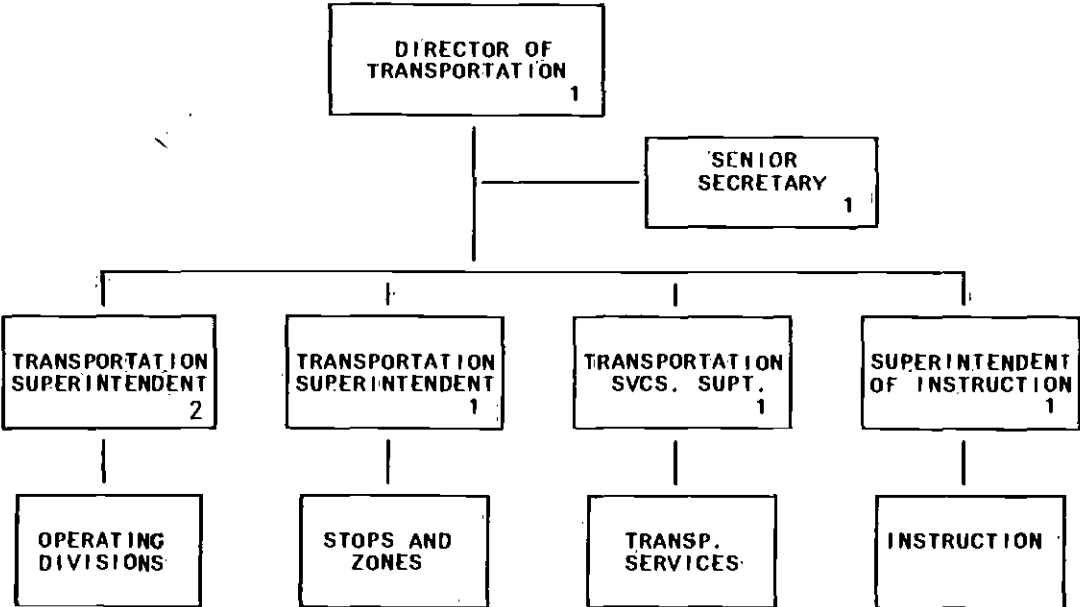 DIRECTOR OF
TRANSPORTATION
1
SENIOR
SECRETARY
1
TRANSPORTATION
SUPERINTENDENT
2
TRANSPORTATION
SUPERINTENDENT
1
TRANSPORTATION
SVCS. SUPT.
1
SUPERINTENDENT
OF INSTRUCTION
1
OPERATING
DIVISIONS
STOPS AND
ZONES
TRANSP.
SERVICES
INSTRUCTION